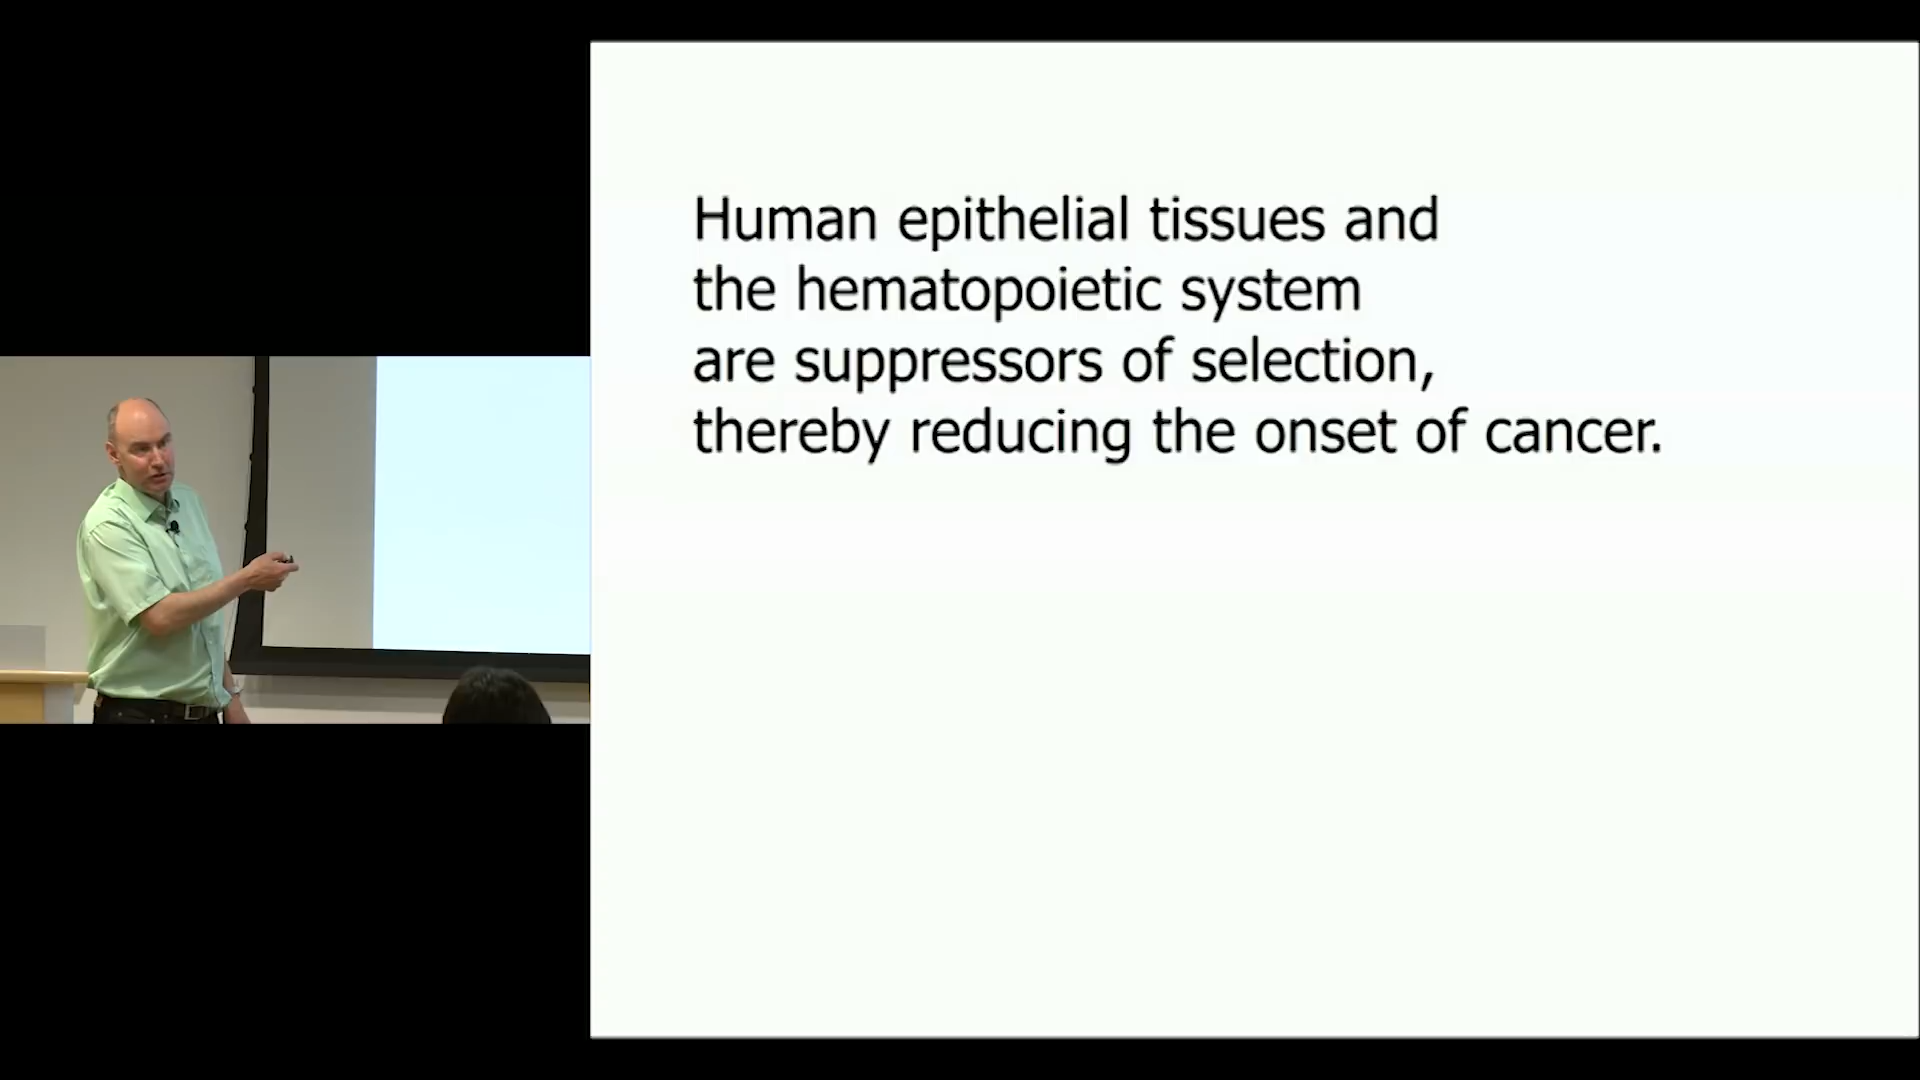 Human epithelial tissues and
the hematopoietic system
are suppressors of selection,
thereby reducing the onset of cancer.